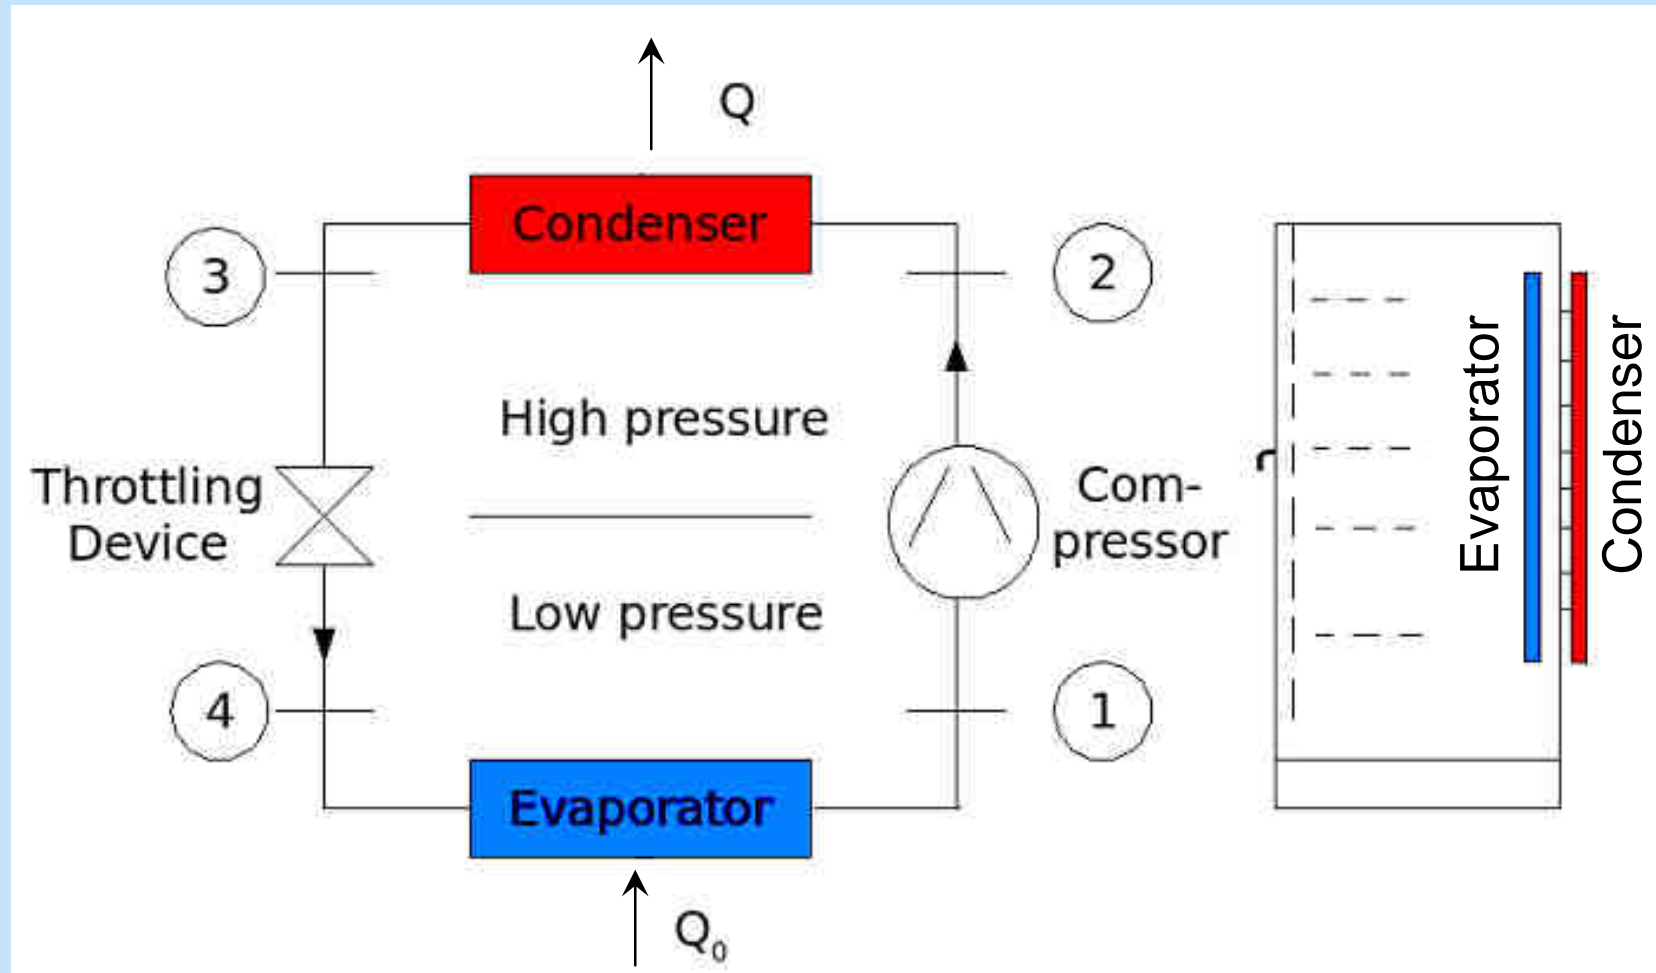 Q
Condenser
3
2
High pressure
Throttling
Device
Com-
pressor
Low pressure
4
1
Evaporator
Q₀
Evaporator
Condenser